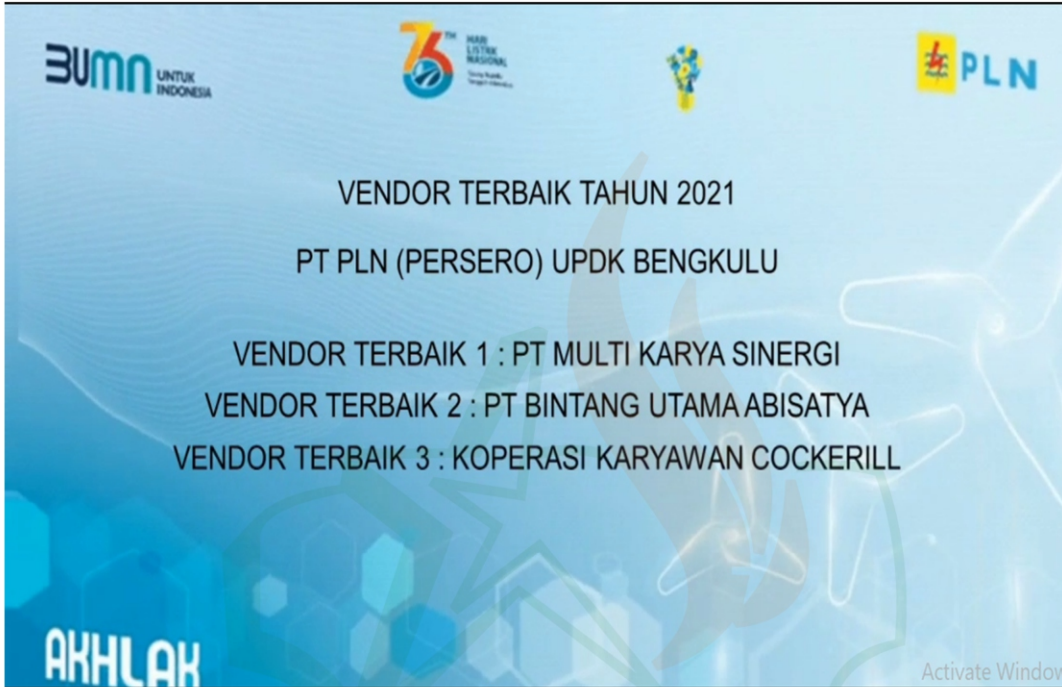 BUMN UNTUK
INDONESIA
76TH HARI
LISTRIK
NASIONAL
PLN
VENDOR TERBAIK TAHUN 2021
PT PLN (PERSERO) UPDK BENGKULU
VENDOR TERBAIK 1 : PT MULTI KARYA SINERGI
VENDOR TERBAIK 2 : PT BINTANG UTAMA ABISATYA
VENDOR TERBAIK 3 : KOPERASI KARYAWAN COCKERILL
AKHLAK
Activate Window